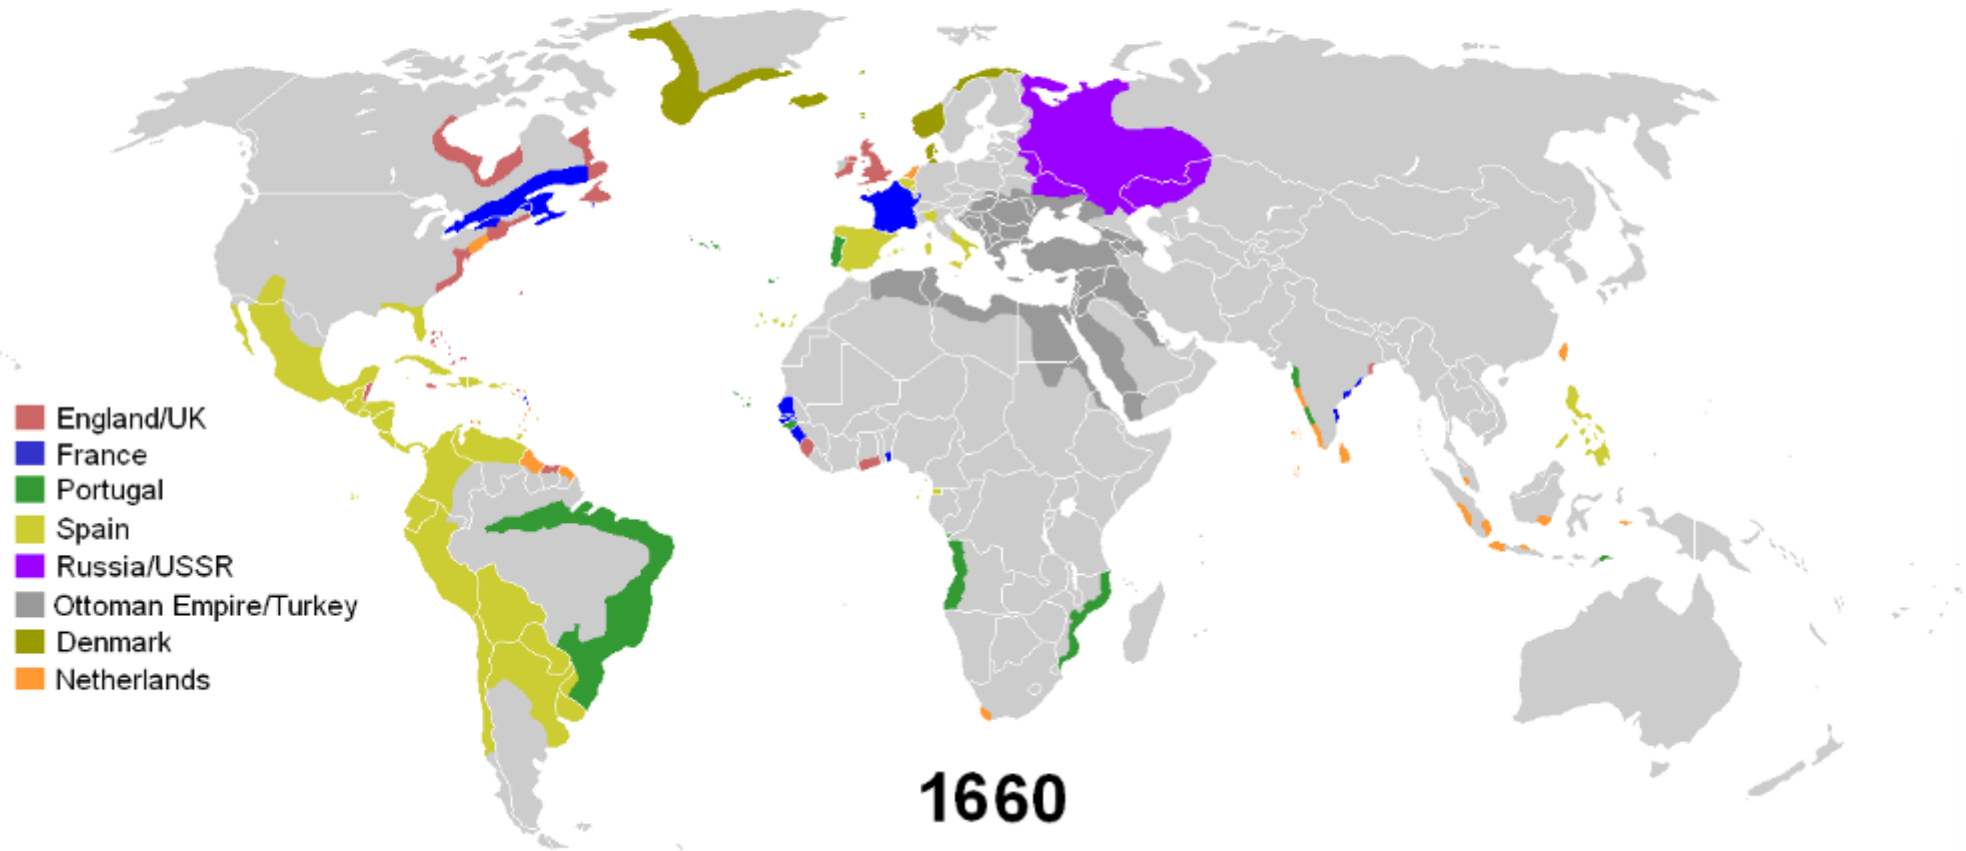 England/UK
France
Portugal
Spain
Russia/USSR
Ottoman Empire/Turkey
Denmark
Netherlands
1660